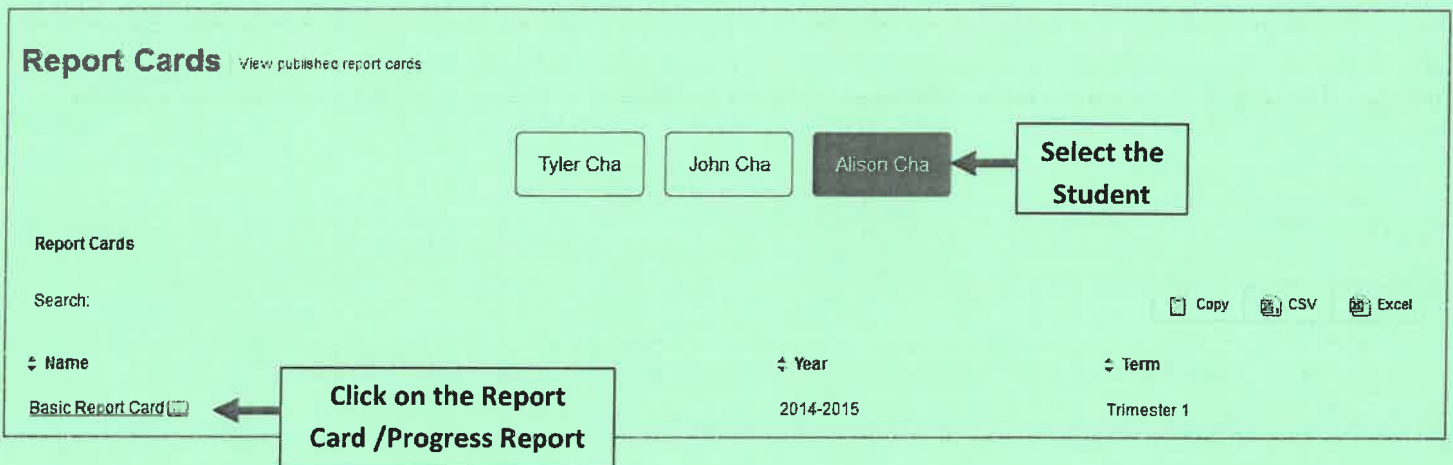 Report Cards View published report cards
Tyler Cha John Cha Alison Cha
Select the
Student
Report Cards
Search:
Copy CSV Excel
Name Year Term
Basic Report Card 2014-2015 Trimester 1
Click on the Report
Card /Progress Report